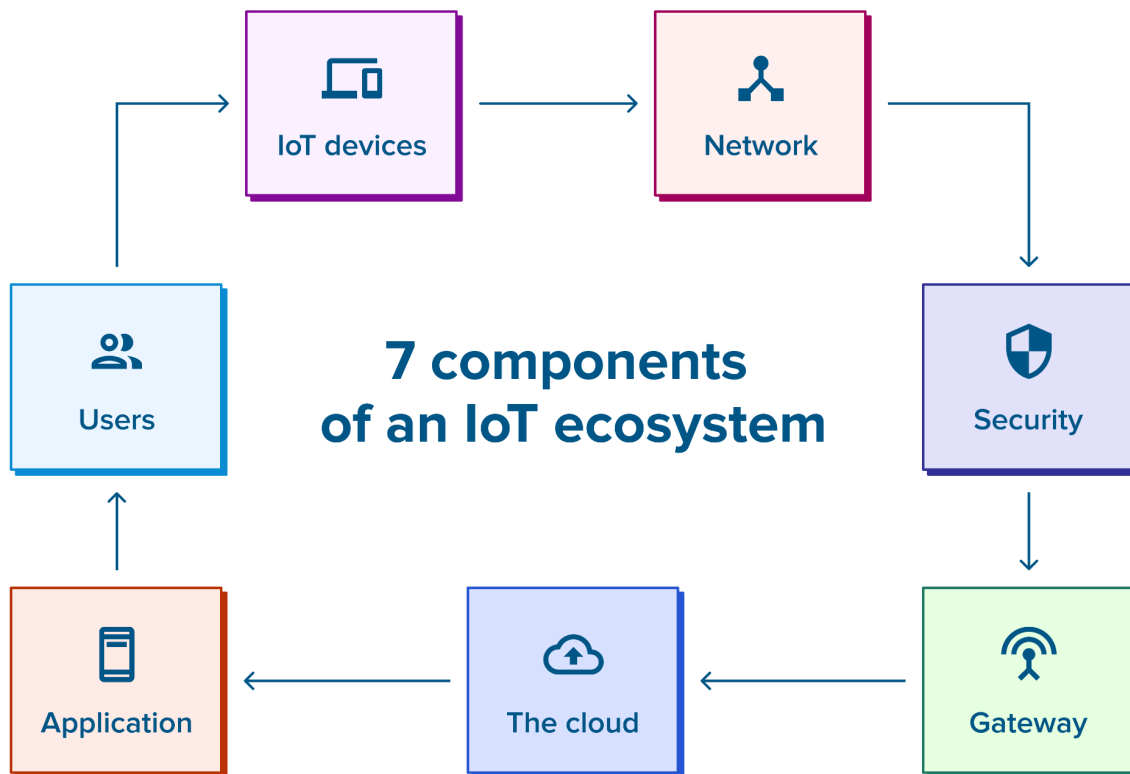 IoT devices
Network
Users
7 components
of an IoT ecosystem
Security
Application
The cloud
Gateway